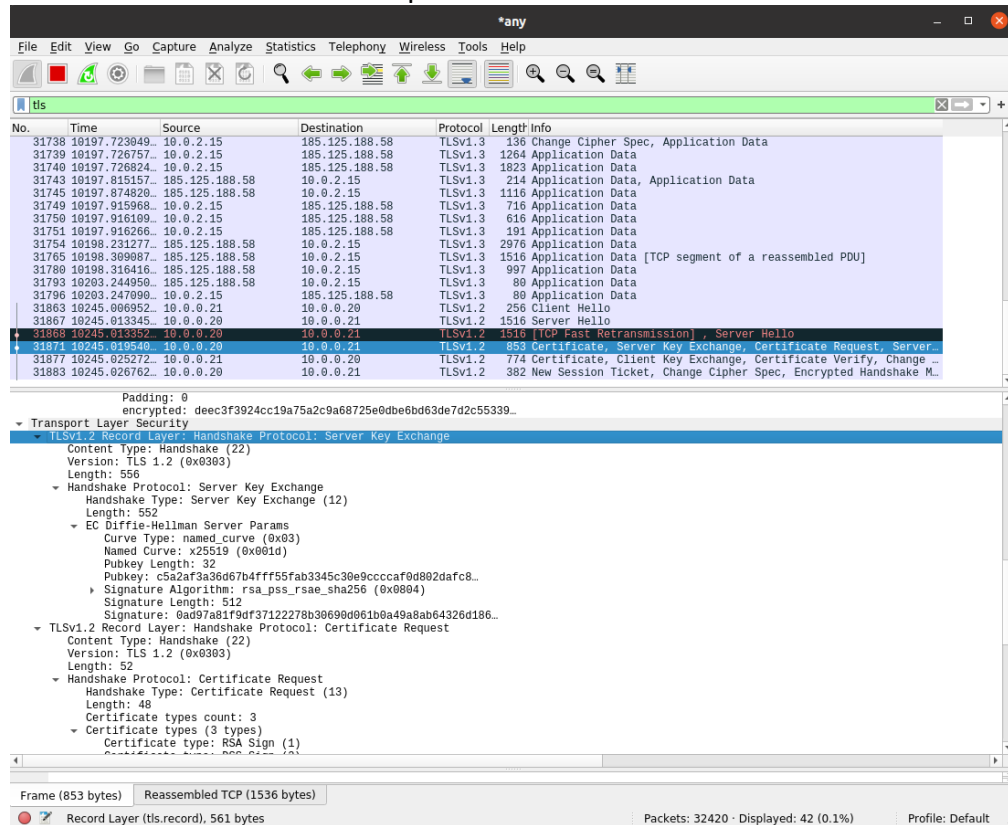 *any
File Edit View Go Capture Analyze Statistics Telephony Wireless Tools Help
tls
No. Time Source Destination Protocol Length Info
31738 10197.723049… 10.0.2.15 185.125.188.58 TLSv1.3 136 Change Cipher Spec, Application Data
31739 10197.726757… 10.0.2.15 185.125.188.58 TLSv1.3 1264 Application Data
31740 10197.726824… 10.0.2.15 185.125.188.58 TLSv1.3 1823 Application Data
31743 10197.815157… 185.125.188.58 10.0.2.15 TLSv1.3 214 Application Data, Application Data
31745 10197.874820… 185.125.188.58 10.0.2.15 TLSv1.3 1116 Application Data
31749 10197.915968… 10.0.2.15 185.125.188.58 TLSv1.3 716 Application Data
31750 10197.916109… 10.0.2.15 185.125.188.58 TLSv1.3 616 Application Data
31751 10197.916266… 10.0.2.15 185.125.188.58 TLSv1.3 191 Application Data
31754 10198.231277… 185.125.188.58 10.0.2.15 TLSv1.3 2976 Application Data
31765 10198.309087… 185.125.188.58 10.0.2.15 TLSv1.3 1516 Application Data [TCP segment of a reassembled PDU]
31780 10198.316416… 185.125.188.58 10.0.2.15 TLSv1.3 997 Application Data
31793 10203.244950… 185.125.188.58 10.0.2.15 TLSv1.3 80 Application Data
31796 10203.247090… 10.0.2.15 185.125.188.58 TLSv1.3 80 Application Data
31863 10245.006952… 10.0.0.21 10.0.0.20 TLSv1.2 256 Client Hello
31867 10245.013345… 10.0.0.20 10.0.0.21 TLSv1.2 1516 Server Hello
31868 10245.013352… 10.0.0.20 10.0.0.21 TLSv1.2 1516 [TCP Fast Retransmission] , Server Hello
31871 10245.019540… 10.0.0.20 10.0.0.21 TLSv1.2 853 Certificate, Server Key Exchange, Certificate Request, Server…
31877 10245.025272… 10.0.0.21 10.0.0.20 TLSv1.2 774 Certificate, Client Key Exchange, Certificate Verify, Change …
31883 10245.026762… 10.0.0.20 10.0.0.21 TLSv1.2 382 New Session Ticket, Change Cipher Spec, Encrypted Handshake M…
Padding: 0
encrypted: deec3f3924cc19a75a2c9a68725e0dbe6bd63de7d2c55339…
Transport Layer Security
TLSv1.2 Record Layer: Handshake Protocol: Server Key Exchange
Content Type: Handshake (22)
Version: TLS 1.2 (0x0303)
Length: 556
Handshake Protocol: Server Key Exchange
Handshake Type: Server Key Exchange (12)
Length: 552
EC Diffie-Hellman Server Params
Curve Type: named_curve (0x03)
Named Curve: x25519 (0x001d)
Pubkey Length: 32
Pubkey: c5a2af3a36d67b4fff55fab3345c30e9ccccaf0d802dafc8…
Signature Algorithm: rsa_pss_rsae_sha256 (0x0804)
Signature Length: 512
Signature: 0ad97a81f9df37122278b30690d061b0a49a8ab64326d186…
TLSv1.2 Record Layer: Handshake Protocol: Certificate Request
Content Type: Handshake (22)
Version: TLS 1.2 (0x0303)
Length: 52
Handshake Protocol: Certificate Request
Handshake Type: Certificate Request (13)
Length: 48
Certificate types count: 3
Certificate types (3 types)
Certificate type: RSA Sign (1)
Frame (853 bytes) Reassembled TCP (1536 bytes)
Record Layer (tls.record), 561 bytes Packets: 32420 · Displayed: 42 (0.1%) Profile: Default